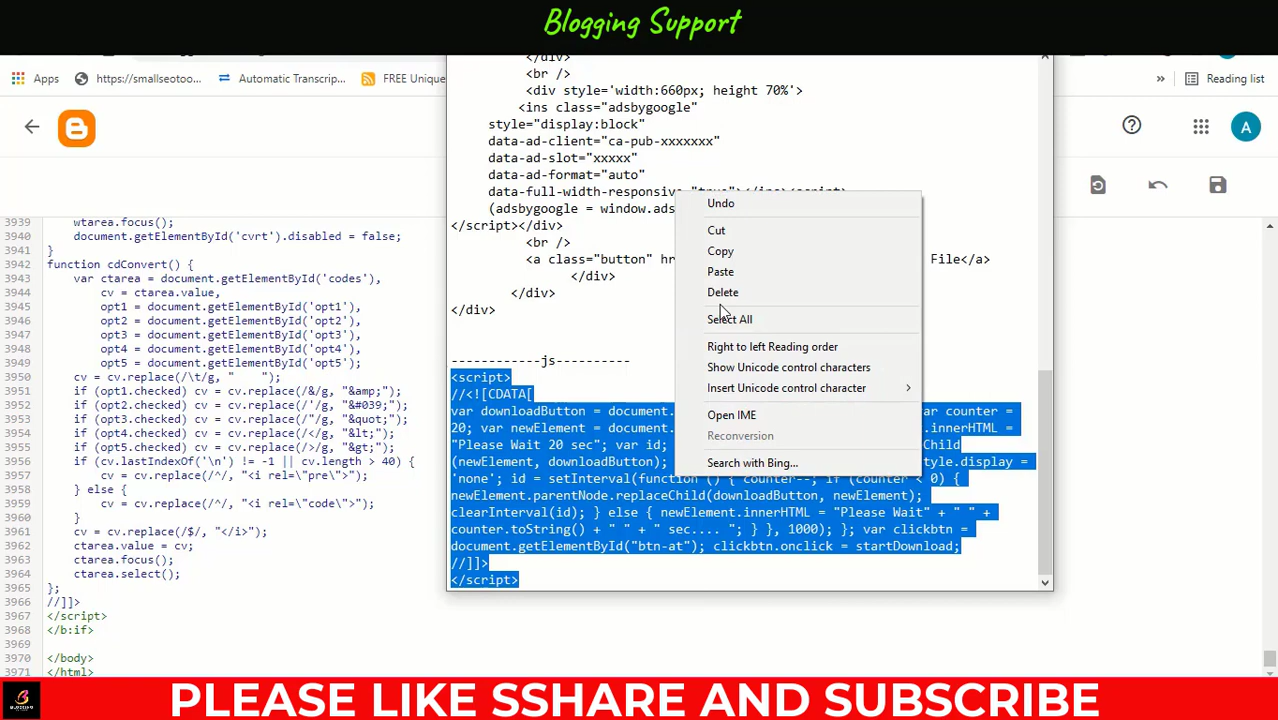 Blogging Support
Apps
https://smallseotoo...
Automatic Transcrip...
FREE Unique
»
Reading list
A
</div>
<br />
<div style='width:660px; height 70%'>
<ins class="adsbygoogle"
style="display:block"
data-ad-client="ca-pub-xxxxxxx"
data-ad-slot="xxxxx"
data-ad-format="auto"
data-full-width-responsive="true"></ins><script>
(adsbygoogle = window.ads
</script></div>
<br />
<a class="button" hr
File</a>
</div>
</div>
</div>
------------js----------
<script>
//<![CDATA[
var downloadButton = document.
var counter =
20; var newElement = document.
.innerHTML =
"Please Wait 20 sec"; var id;
Child
(newElement, downloadButton);
style.display =
'none'; id = setInterval(function () { counter--; if (counter < 0) {
newElement.parentNode.replaceChild(downloadButton, newElement);
clearInterval(id); } else { newElement.innerHTML = "Please Wait" + " " +
counter.toString() + " " + " sec.... "; } }, 1000); }; var clickbtn =
document.getElementById("btn-at"); clickbtn.onclick = startDownload;
//]]>
</script>
Undo
Cut
Copy
Paste
Delete
Select All
Right to left Reading order
Show Unicode control characters
Insert Unicode control character
Open IME
Reconversion
Search with Bing...
3939 wtarea.focus();
3940 document.getElementById('cvrt').disabled = false;
3941 }
3942 function cdConvert() {
3943 var ctarea = document.getElementById('codes'),
3944 cv = ctarea.value,
3945 opt1 = document.getElementById('opt1'),
3946 opt2 = document.getElementById('opt2'),
3947 opt3 = document.getElementById('opt3'),
3948 opt4 = document.getElementById('opt4'),
3949 opt5 = document.getElementById('opt5');
3950 cv = cv.replace(/\t/g, "    ");
3951 if (opt1.checked) cv = cv.replace(/&/g, "&amp;");
3952 if (opt2.checked) cv = cv.replace(/'/g, "&#039;");
3953 if (opt3.checked) cv = cv.replace(/"/g, "&quot;");
3954 if (opt4.checked) cv = cv.replace(/</g, "&lt;");
3955 if (opt5.checked) cv = cv.replace(/>/g, "&gt;");
3956 if (cv.lastIndexOf('\n') != -1 || cv.length > 40) {
3957 cv = cv.replace(/^/, "<i rel=\"pre\">");
3958 } else {
3959 cv = cv.replace(/^/, "<i rel=\"code\">");
3960 }
3961 cv = cv.replace(/$/, "</i>");
3962 ctarea.value = cv;
3963 ctarea.focus();
3964 ctarea.select();
3965 };
3966 //]]>
3967 </script>
3968 </b:if>
3970 </body>
3971 </html>
PLEASE LIKE SSHARE AND SUBSCRIBE